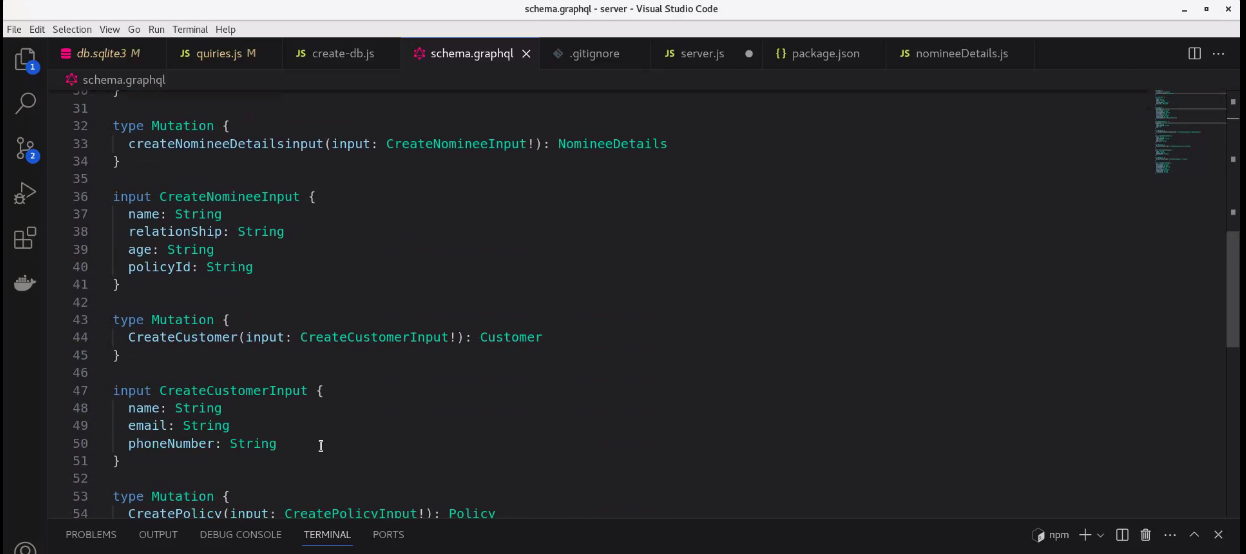 schema.graphql - server - Visual Studio Code
File Edit Selection View Go Run Terminal Help
db.sqlite3 M quiries.js M create-db.js schema.graphql .gitignore server.js package.json nomineeDetails.js
schema.graphql
30 }
31
32 type Mutation {
33 createNomineeDetailsinput(input: CreateNomineeInput!): NomineeDetails
34 }
35
36 input CreateNomineeInput {
37 name: String
38 relationShip: String
39 age: String
40 policyId: String
41 }
42
43 type Mutation {
44 CreateCustomer(input: CreateCustomerInput!): Customer
45 }
46
47 input CreateCustomerInput {
48 name: String
49 email: String
50 phoneNumber: String
51 }
52
53 type Mutation {
54 CreatePolicy(input: CreatePolicyInput!): Policy
1
2
PROBLEMS OUTPUT DEBUG CONSOLE TERMINAL PORTS npm